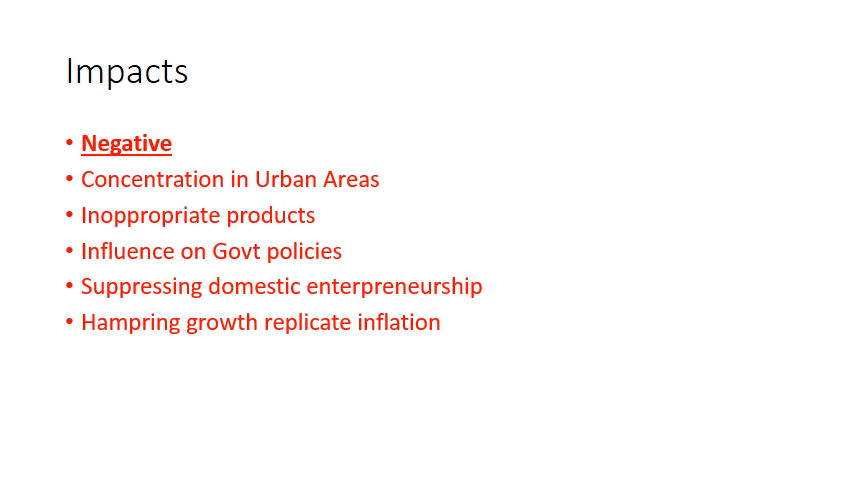 Impacts
• Negative
• Concentration in Urban Areas
• Inoppropriate products
• Influence on Govt policies
• Suppressing domestic enterpreneurship
• Hampring growth replicate inflation